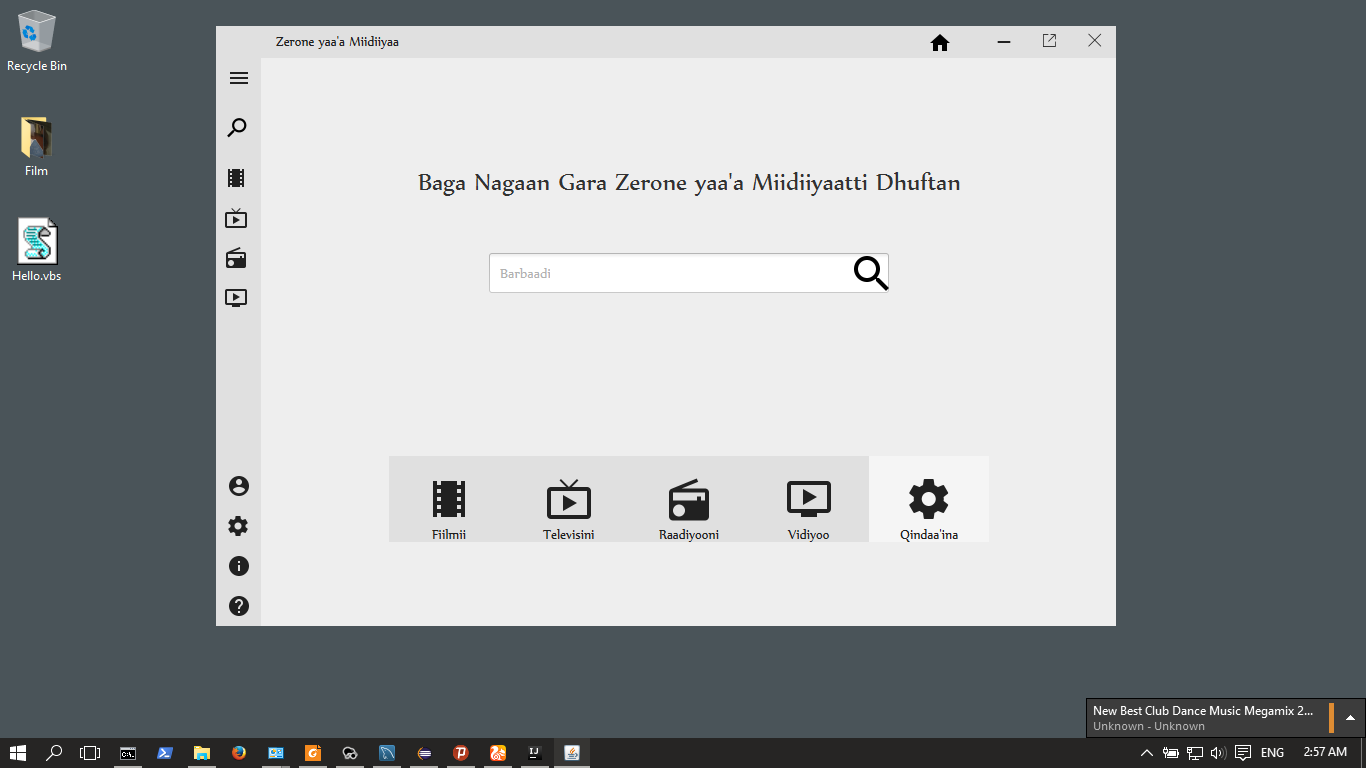 Recycle Bin
Film
Hello.vbs
Zerone yaa'a Miidiiyaa
Baga Nagaan Gara Zerone yaa'a Miidiiyaatti Dhuftan
Barbaadi
Fiilmii
Televisini
Raadiyooni
Vidiyoo
Qindaa'ina
New Best Club Dance Music Megamix 2...
Unknown - Unknown
C:\.
IJ
ENG
2:57 AM